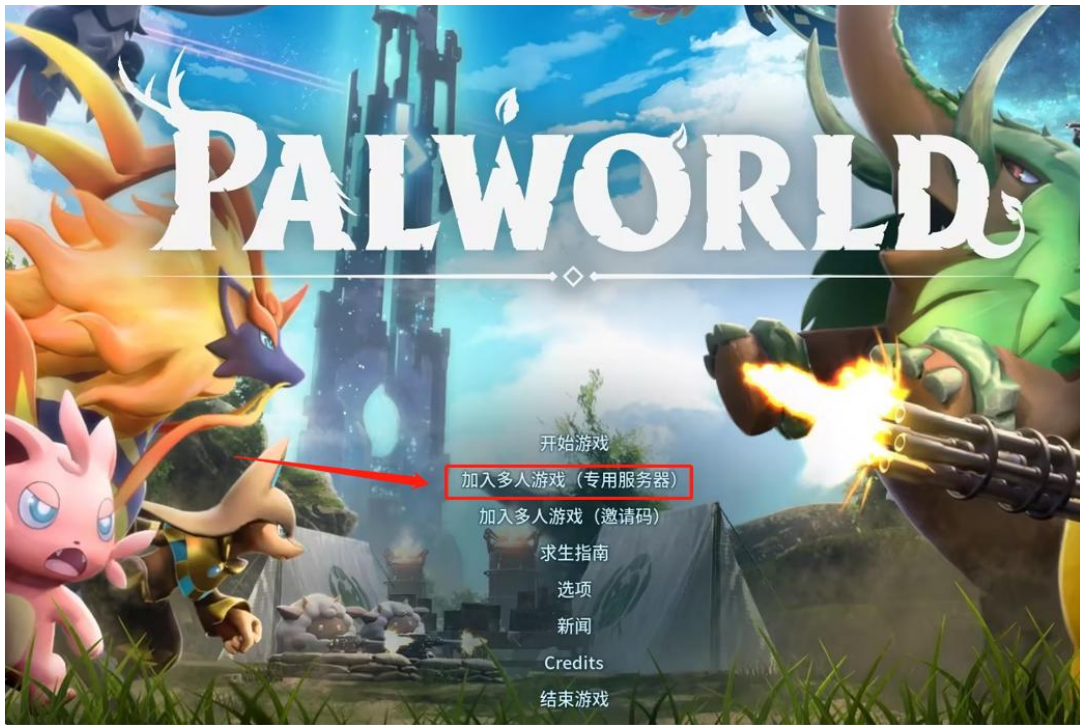 PALWORLD
开始游戏
加入多人游戏（专用服务器）
加入多人游戏（邀请码）
求生指南
选项
新闻
Credits
结束游戏